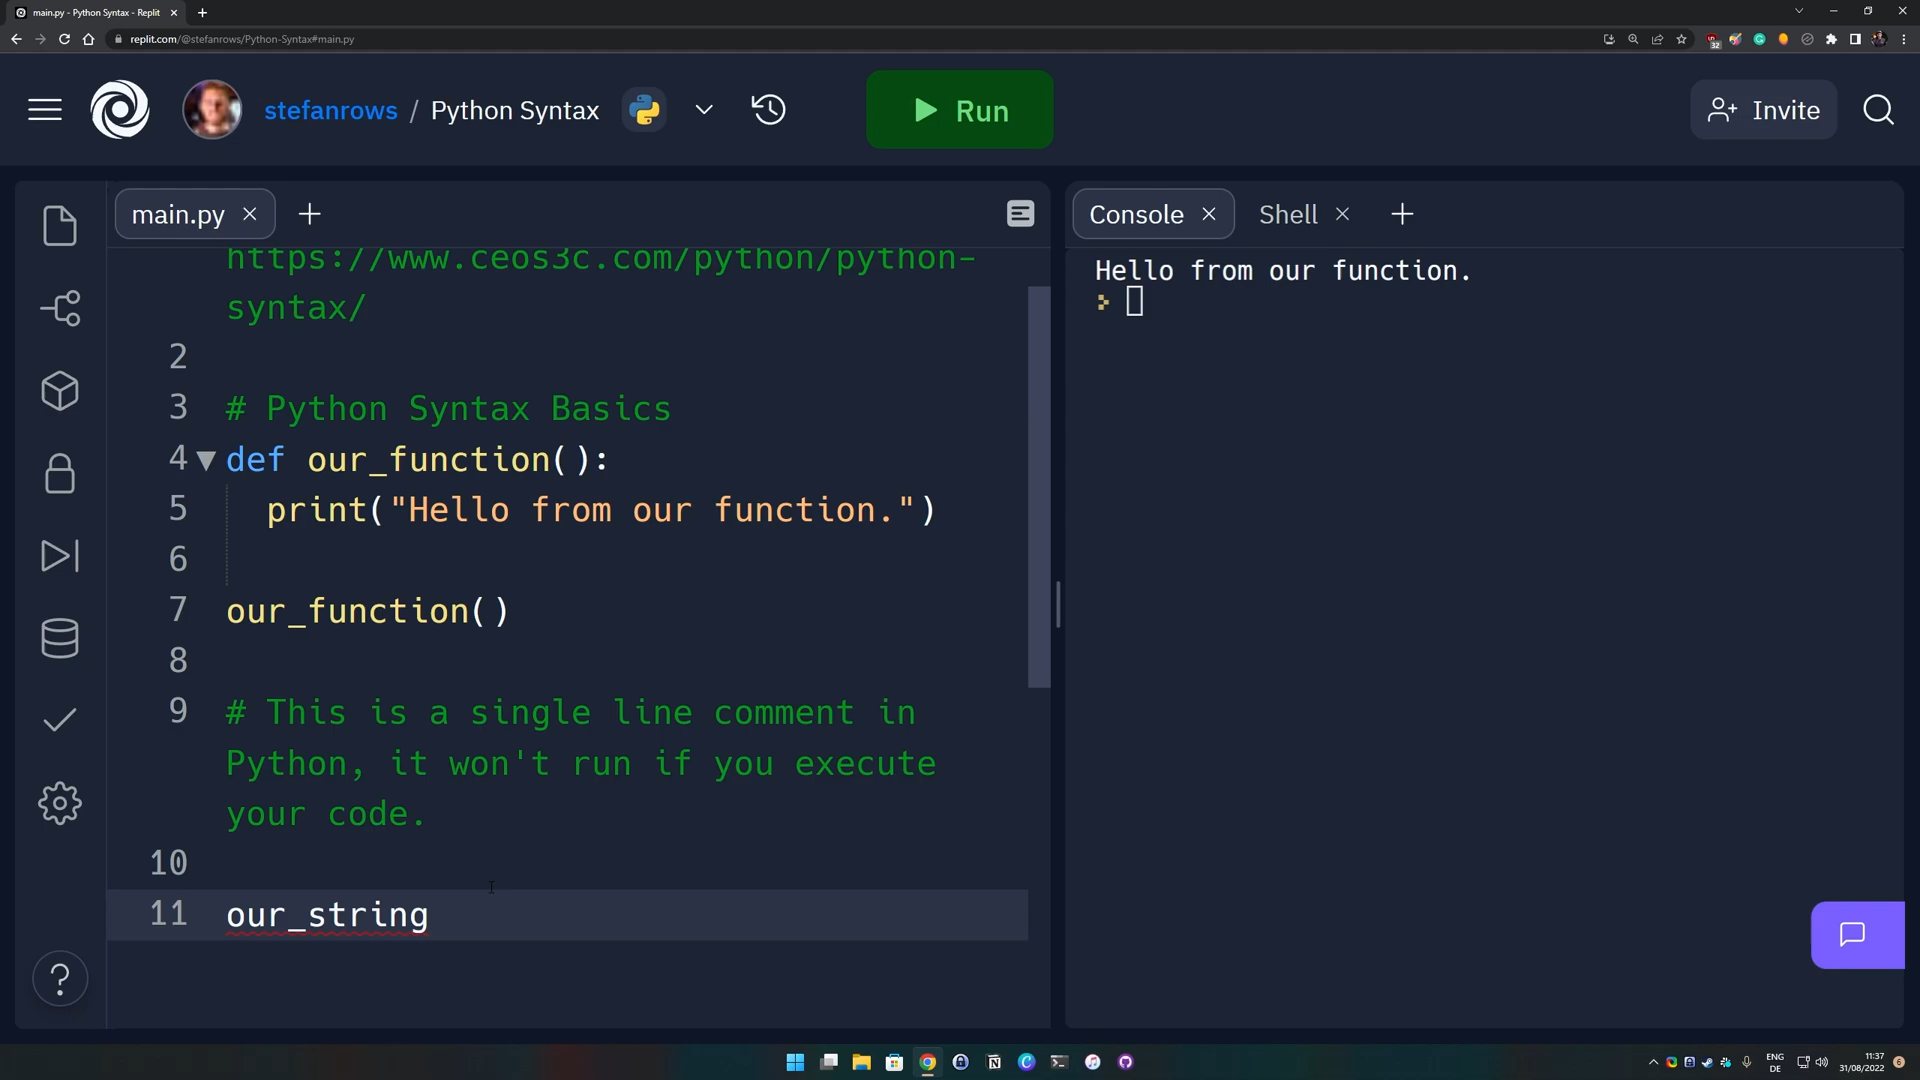 main.py - Python Syntax - Replit
replit.com/@stefanrows/Python-Syntax#main.py
32
stefanrows / Python Syntax
Run
Invite
main.py
Console
Shell
https://www.ceos3c.com/python/python-
syntax/
2
3 # Python Syntax Basics
4 def our_function():
5 print("Hello from our function.")
6
7 our_function()
8
9 # This is a single line comment in
Python, it won't run if you execute
your code.
10
11 our_string
Hello from our function.
ENG
DE
11:37
31/08/2022
6